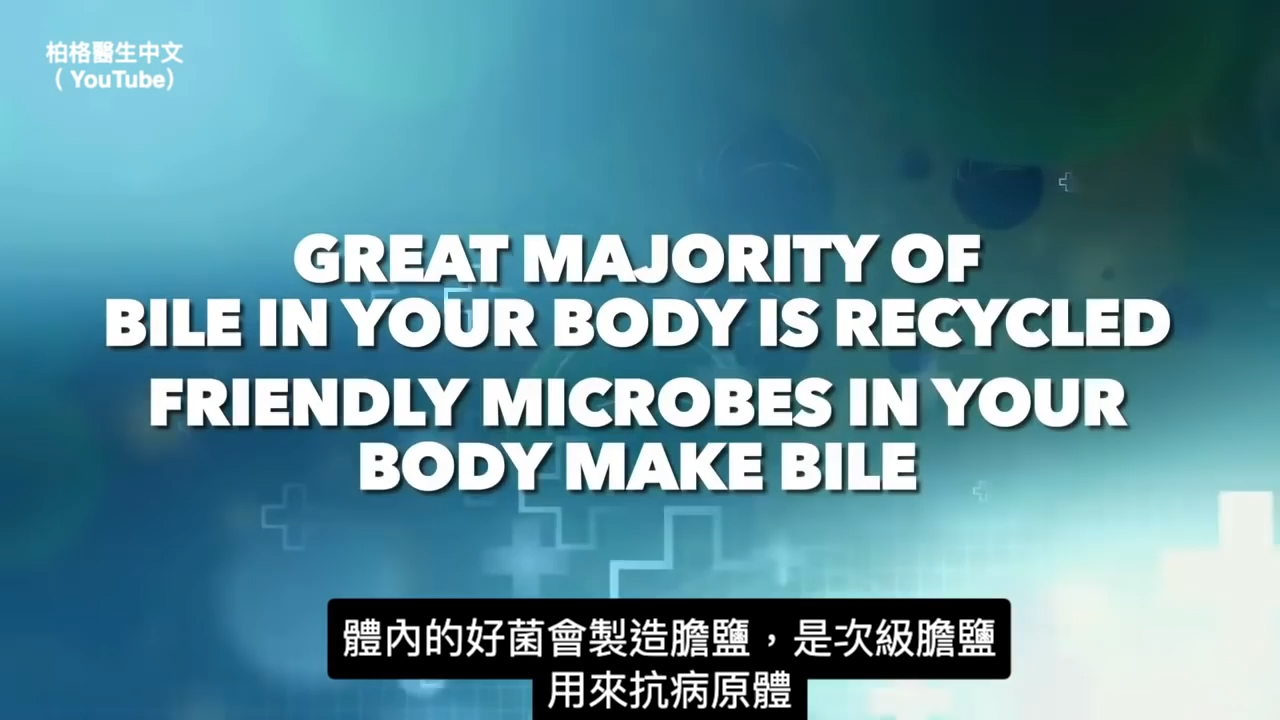 柏格醫生中文
（ YouTube）
GREAT MAJORITY OF
BILE IN YOUR BODY IS RECYCLED
FRIENDLY MICROBES IN YOUR
BODY MAKE BILE
體內的好菌會製造膽鹽，是次級膽鹽
用來抗病原體